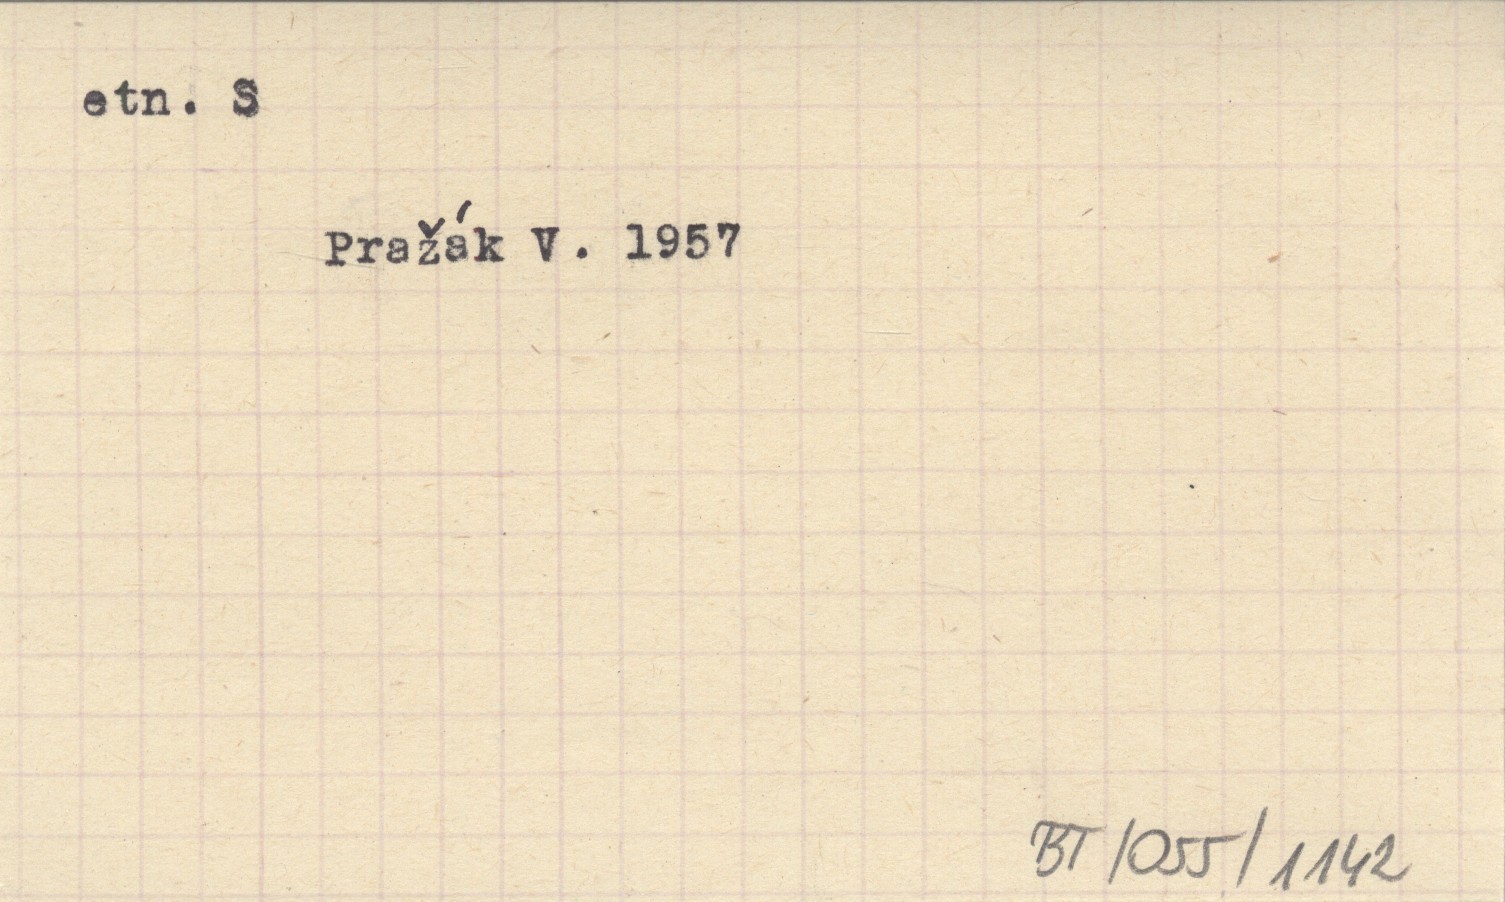 etn. S
Pražák V. 1957
BT/055/1142